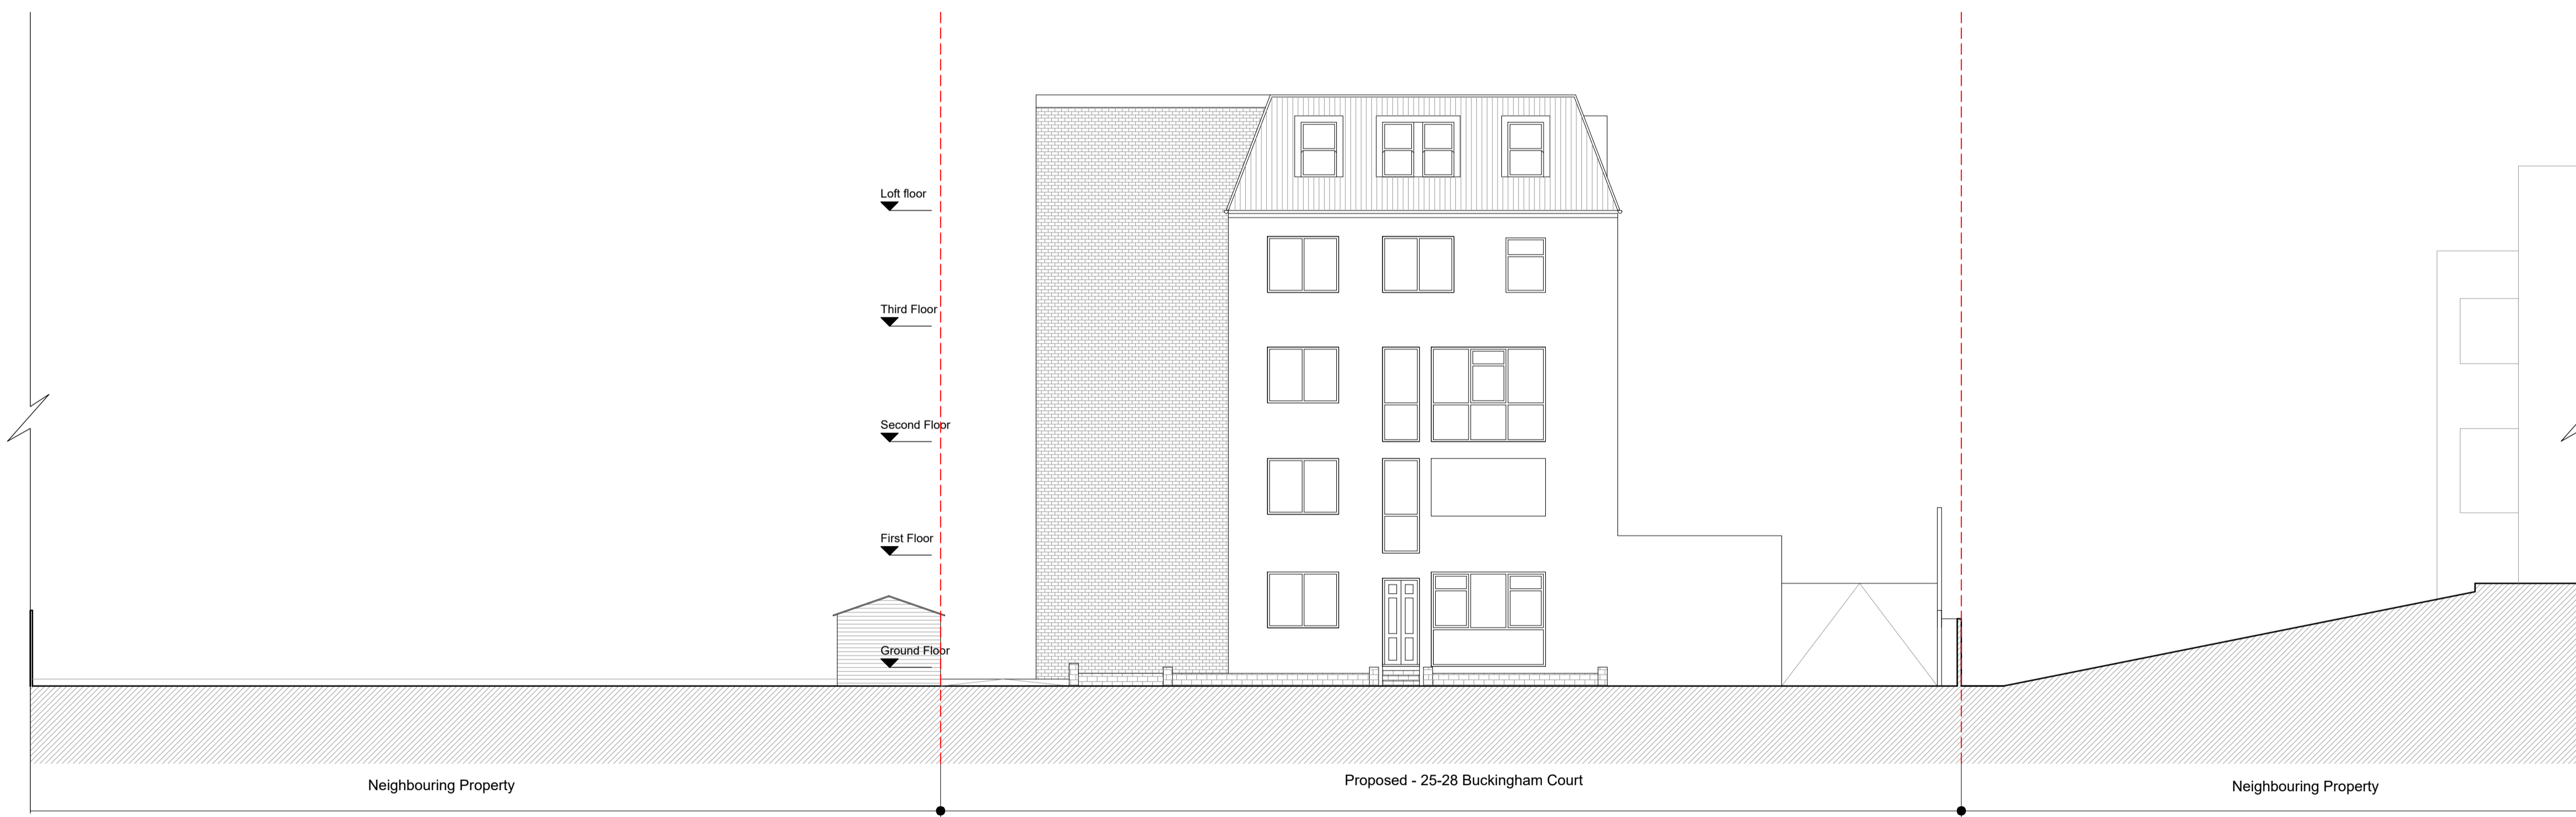 Loft floor
Third Floor
Second Floor
First Floor
Ground Floor
Neighbouring Property
Proposed - 25-28 Buckingham Court
Neighbouring Property